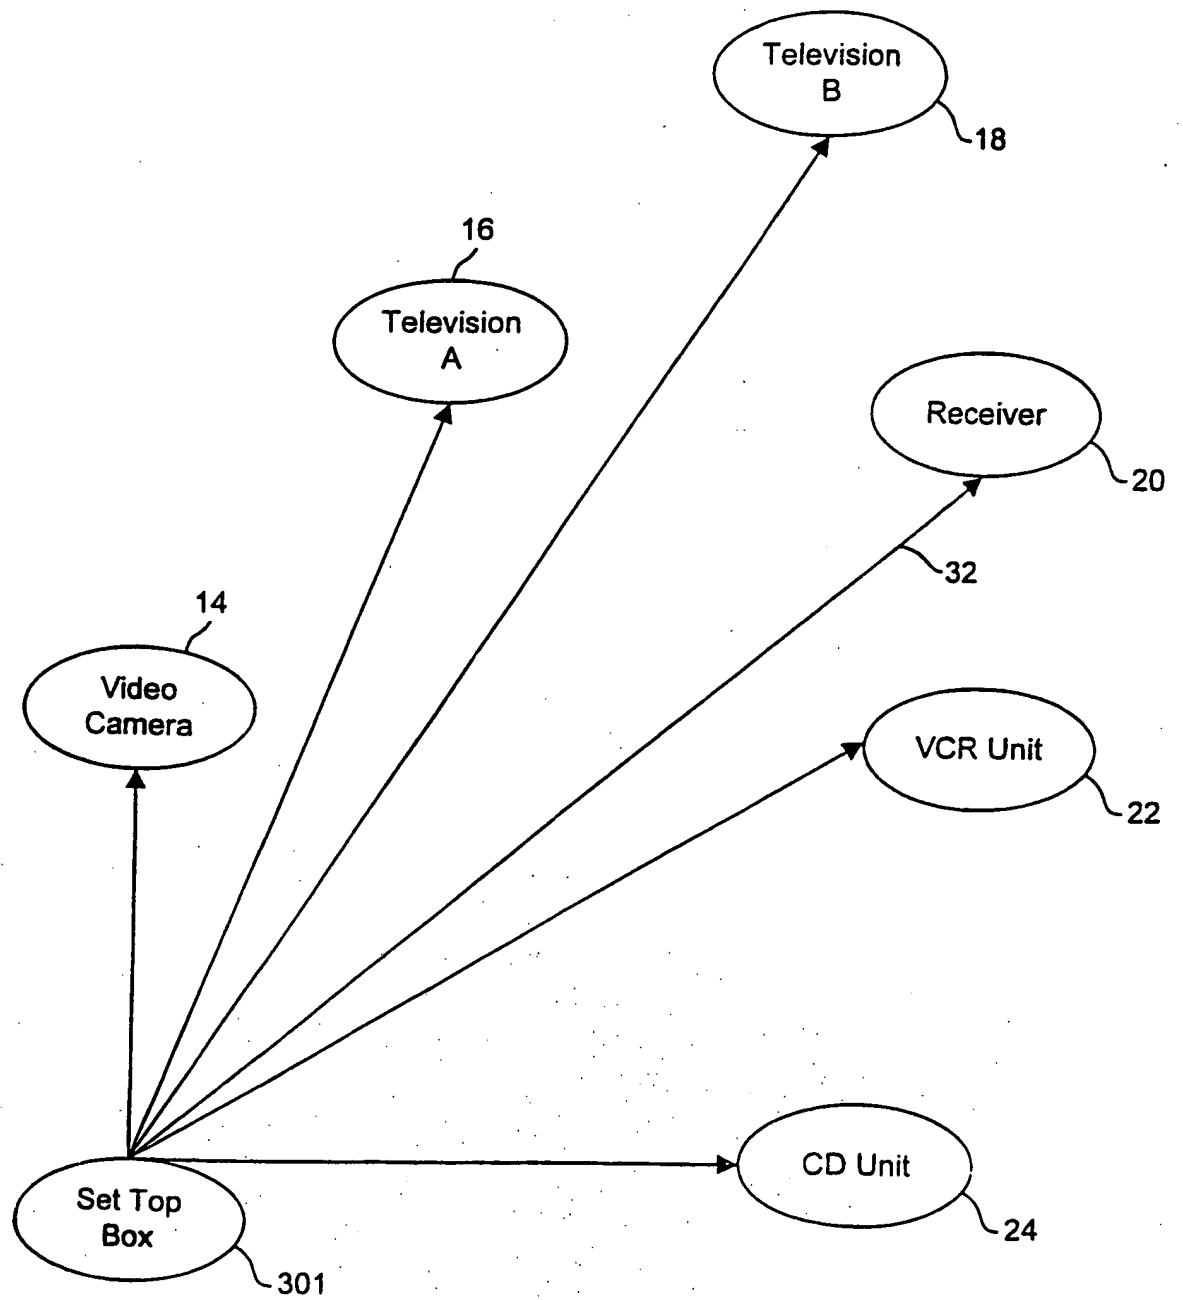 Television
B
18
16
Television
A
Receiver
20
32
14
Video
Camera
VCR Unit
22
CD Unit
24
Set Top
Box
301